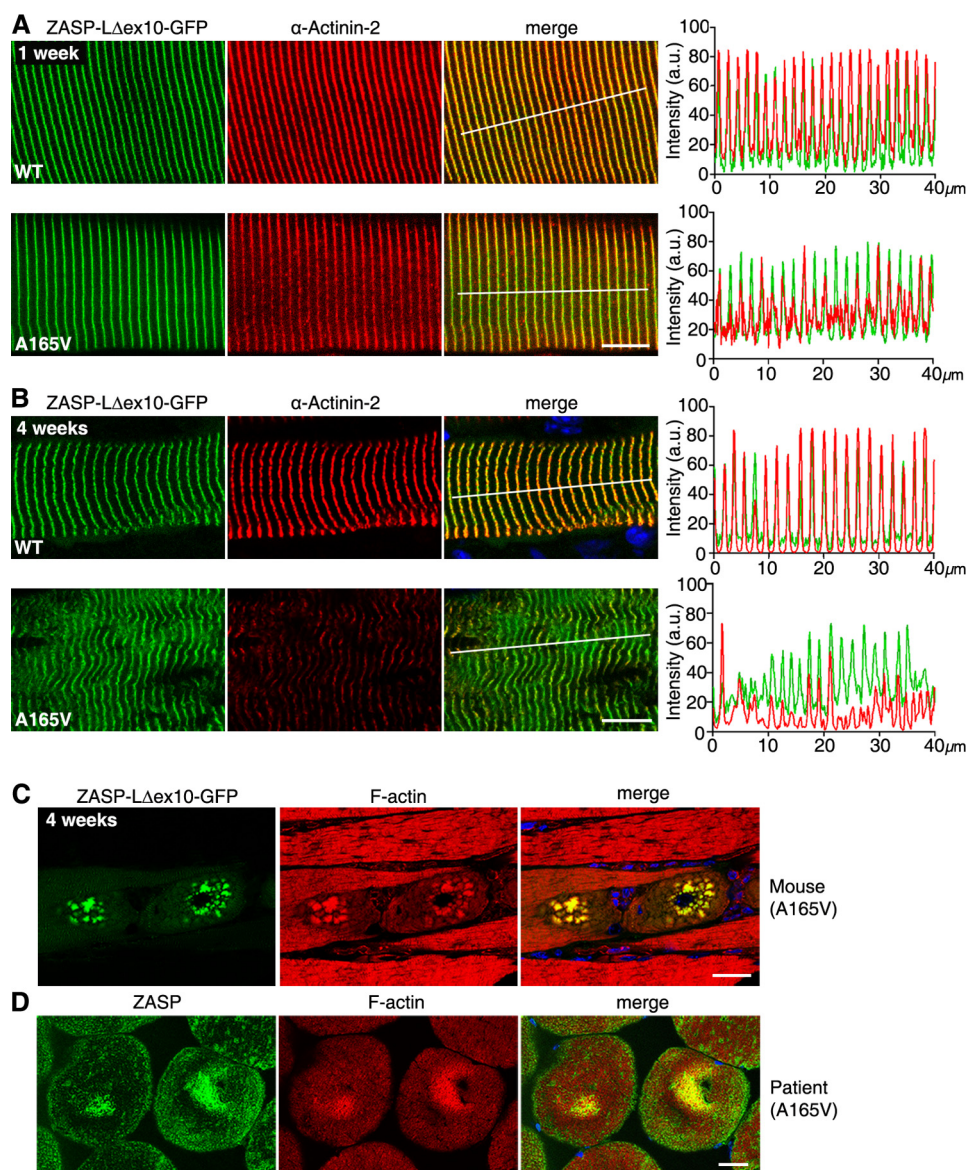 A
ZASP-LΔex10-GFP
α-Actinin-2
merge
1 week
WT
A165V
Intensity (a.u.)
100
80
60
40
20
0
0 10 20 30 40μm
Intensity (a.u.)
100
80
60
40
20
0
0 10 20 30 40μm
B
ZASP-LΔex10-GFP
α-Actinin-2
merge
4 weeks
WT
A165V
Intensity (a.u.)
100
80
60
40
20
0
0 10 20 30 40μm
Intensity (a.u.)
100
80
60
40
20
0
0 10 20 30 40μm
C
ZASP-LΔex10-GFP
F-actin
merge
4 weeks
Mouse
(A165V)
D
ZASP
F-actin
merge
Patient
(A165V)